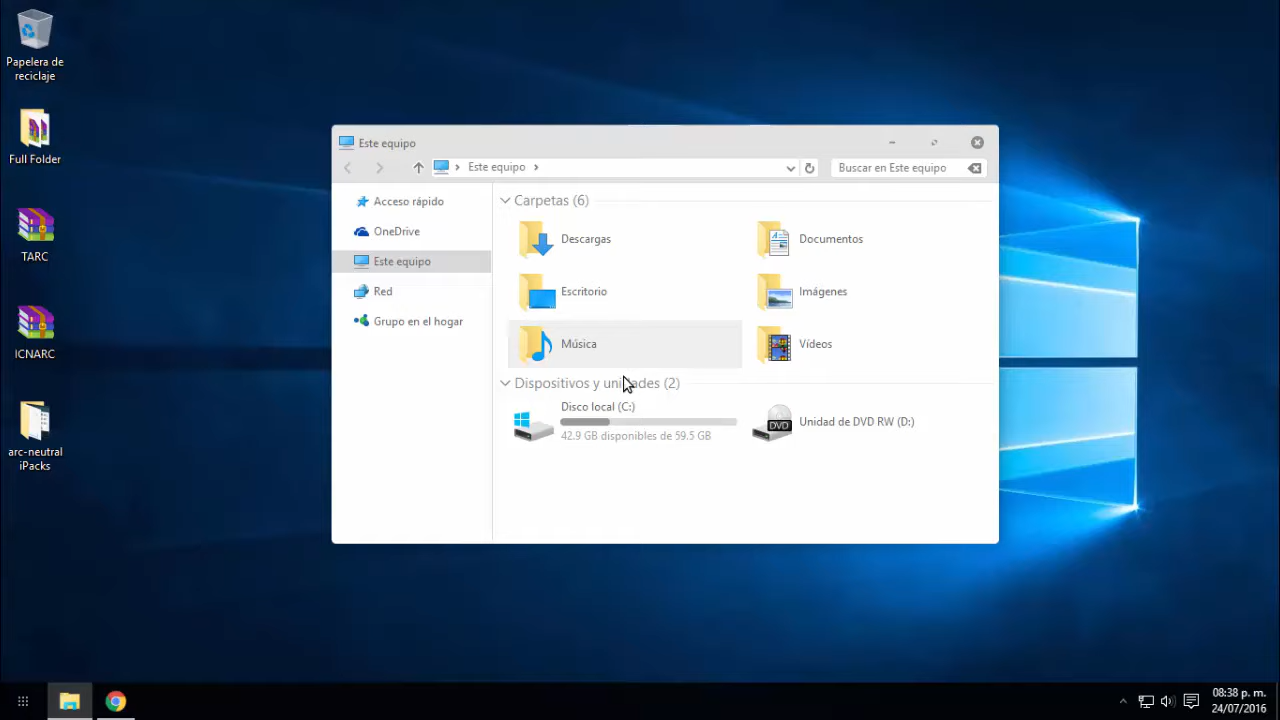 Papelera de
reciclaje
Full Folder
TARC
ICNARC
arc-neutral
iPacks
Este equipo
Este equipo
Buscar en Este equipo
Acceso rápido
OneDrive
Este equipo
Red
Grupo en el hogar
Carpetas (6)
Descargas
Documentos
Escritorio
Imágenes
Música
Vídeos
Dispositivos y unidades (2)
Disco local (C:)
42.9 GB disponibles de 59.5 GB
DVD
Unidad de DVD RW (D:)
08:38 p. m.
24/07/2016